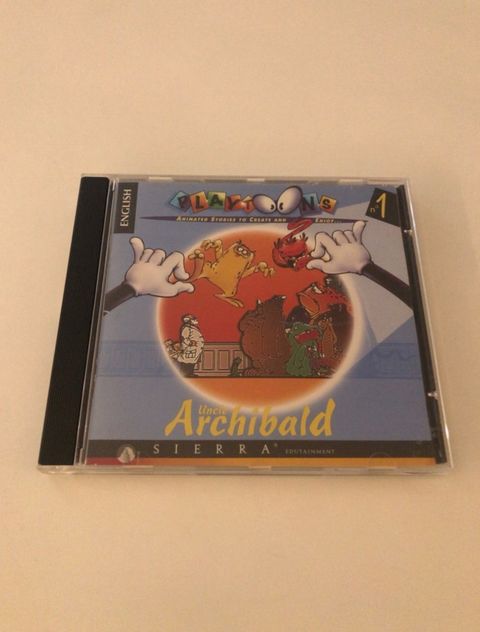 ENGLISH
PLAYTOONS
ANIMATED STORIES TO CREATE AND ENJOY...
n°1
Uncle
Archibald
SIERRA®
EDUTAINMENT